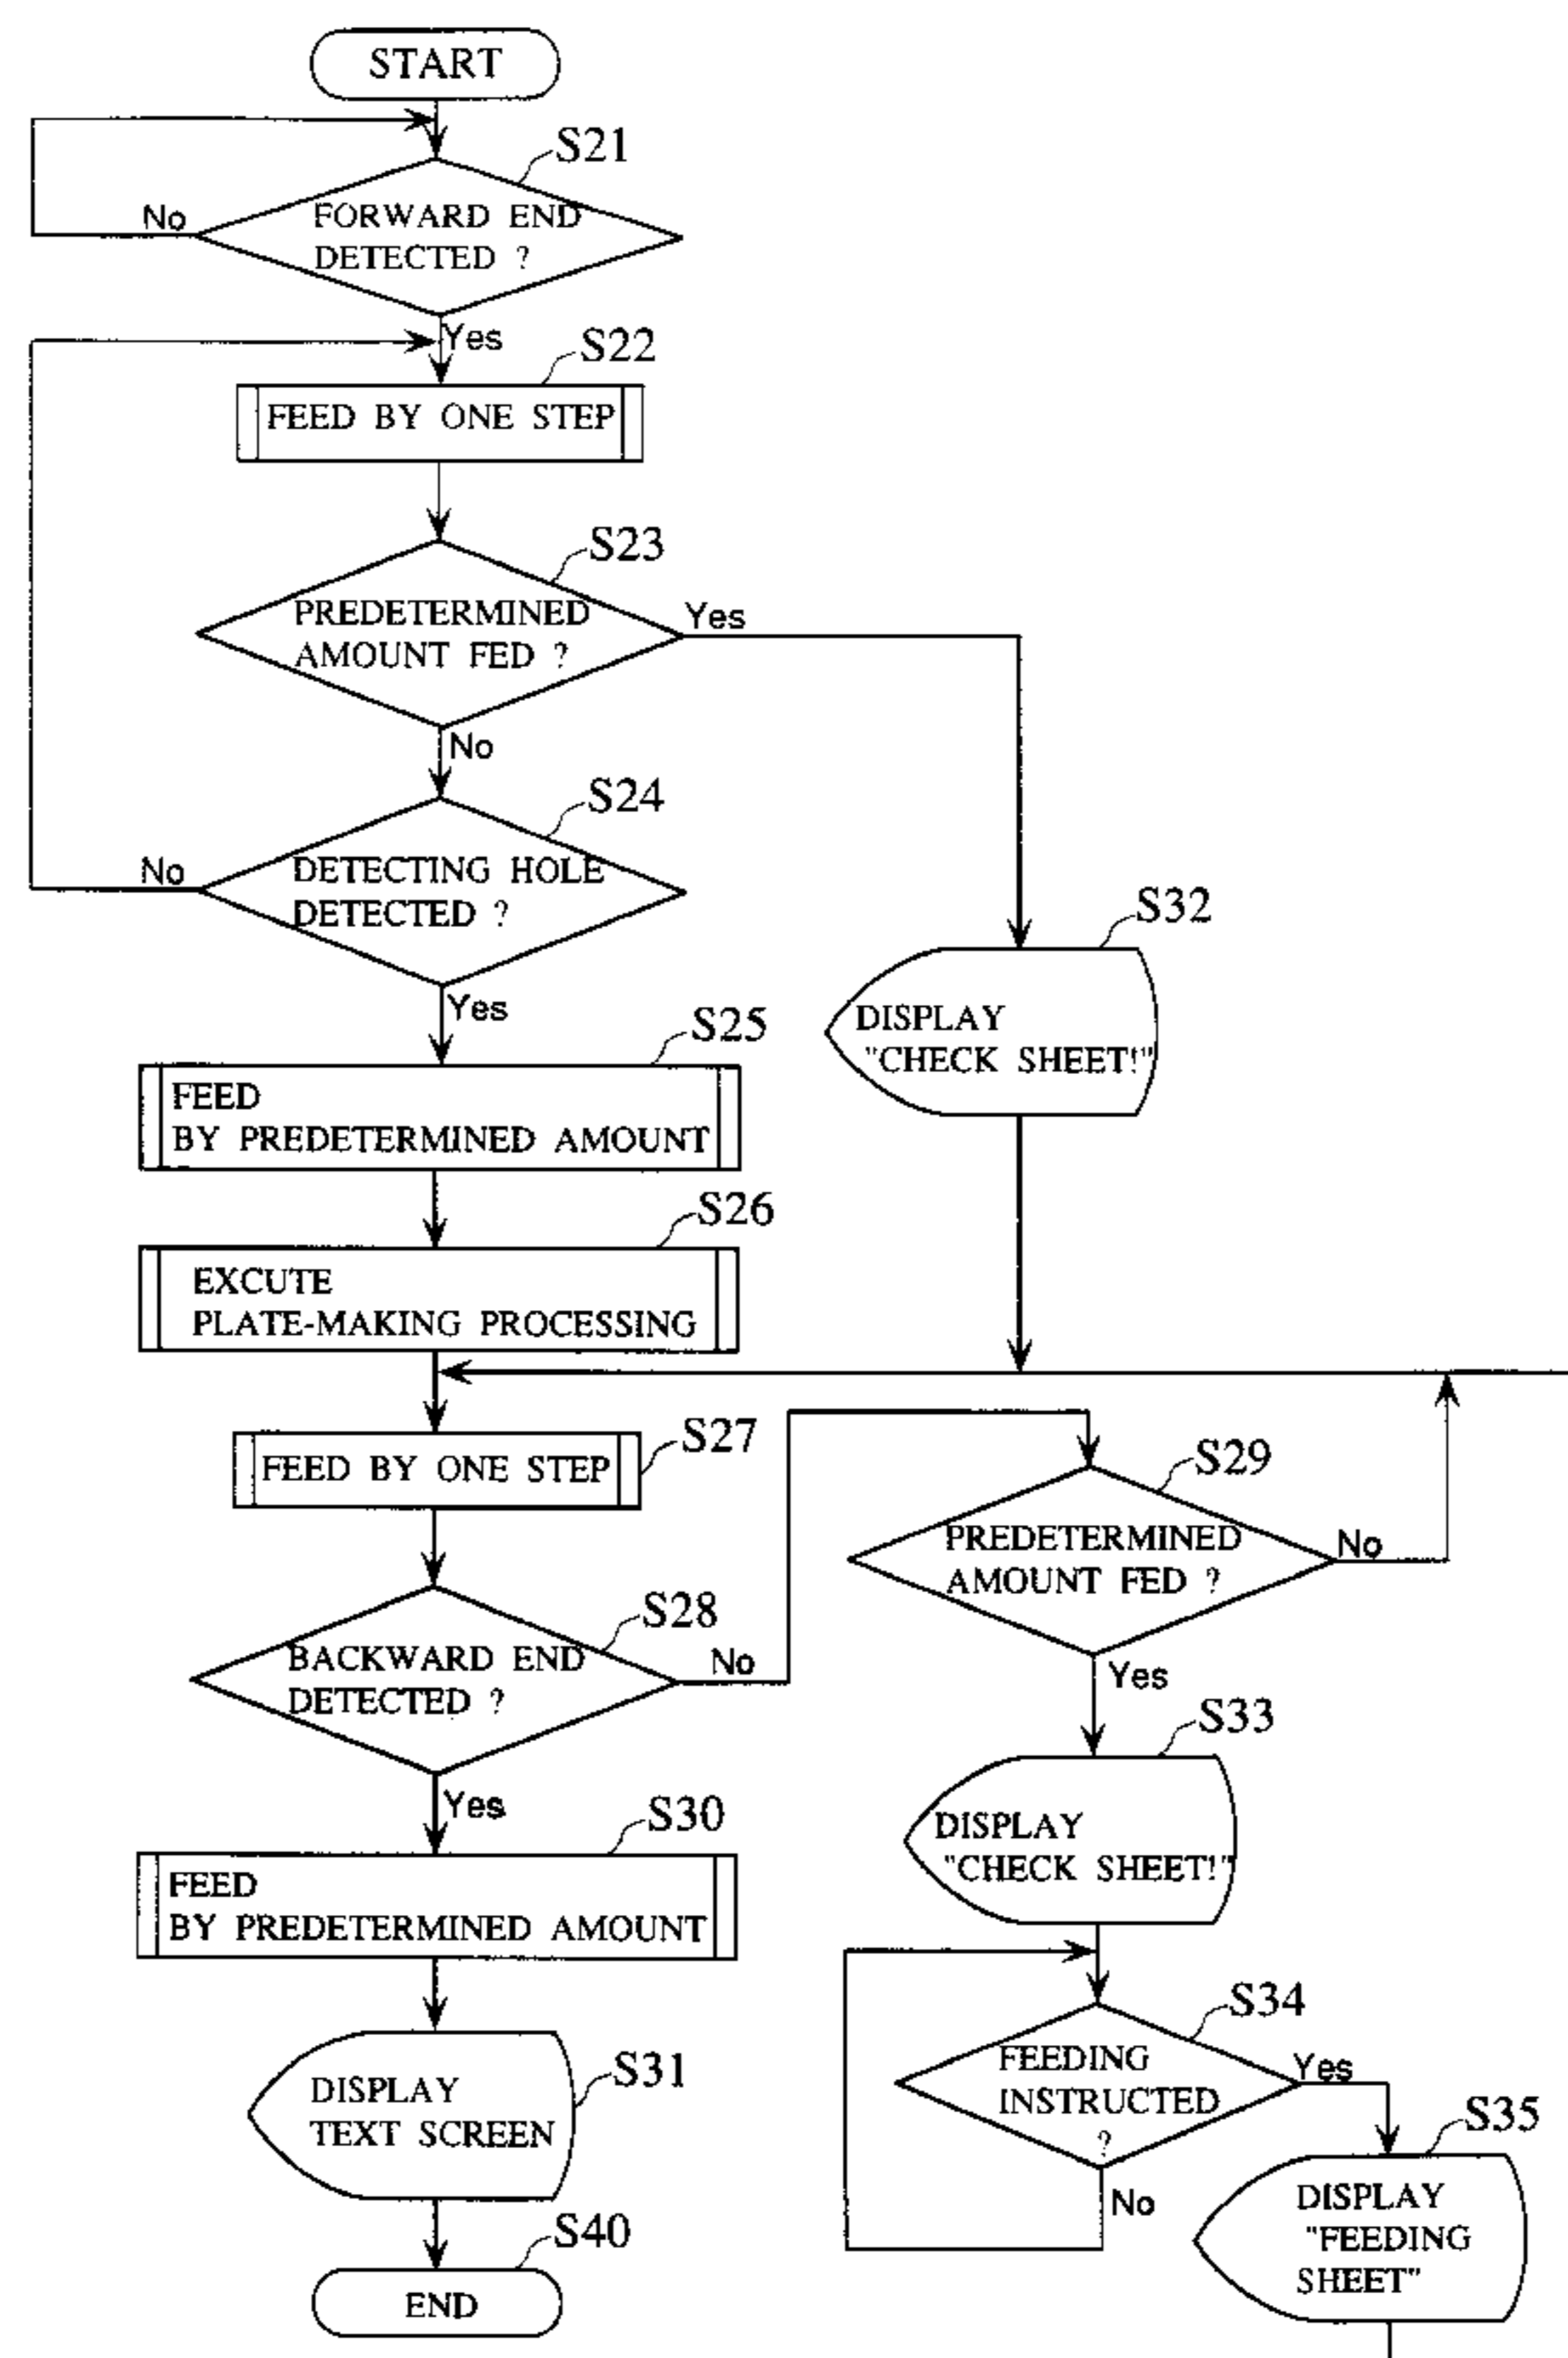 START
S21
No
FORWARD END
DETECTED ?
Yes
S22
FEED BY ONE STEP
S23
PREDETERMINED
AMOUNT FED ?
Yes
No
S24
No
DETECTING HOLE
DETECTED ?
Yes
S32
DISPLAY
"CHECK SHEET!"
S25
FEED
BY PREDETERMINED AMOUNT
S26
EXCUTE
PLATE-MAKING PROCESSING
S27
FEED BY ONE STEP
S29
PREDETERMINED
AMOUNT FED ?
No
Yes
S28
BACKWARD END
DETECTED ?
No
Yes
S33
DISPLAY
"CHECK SHEET!"
S30
FEED
BY PREDETERMINED AMOUNT
S34
FEEDING
INSTRUCTED
?
Yes
No
S31
DISPLAY
TEXT SCREEN
S35
DISPLAY
"FEEDING
SHEET"
S40
END